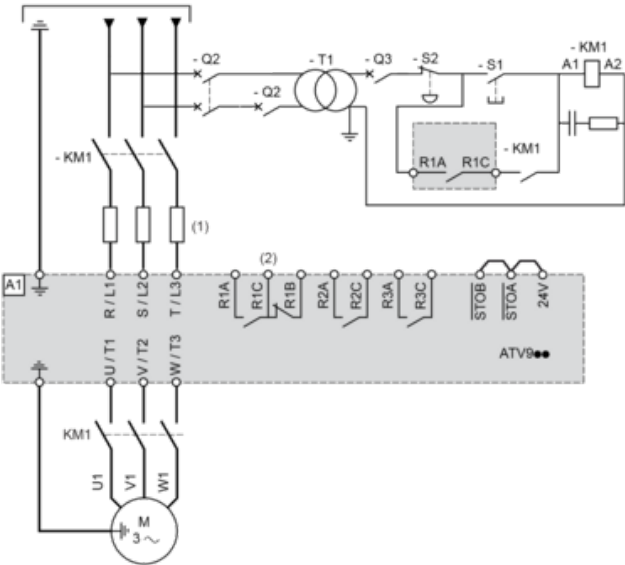 - Q2
- T1
- Q3
- S2
- S1
- KM1
A1
A2
- Q2
- KM1
R1A
R1C
- KM1
(1)
(2)
A1
R / L1
S / L2
T / L3
R1A
R1C
R1B
R2A
R2C
R3A
R3C
STOB
STOA
24V
ATV9●●
U / T1
V / T2
W / T3
KM1
U1
V1
W1
M
3 ~